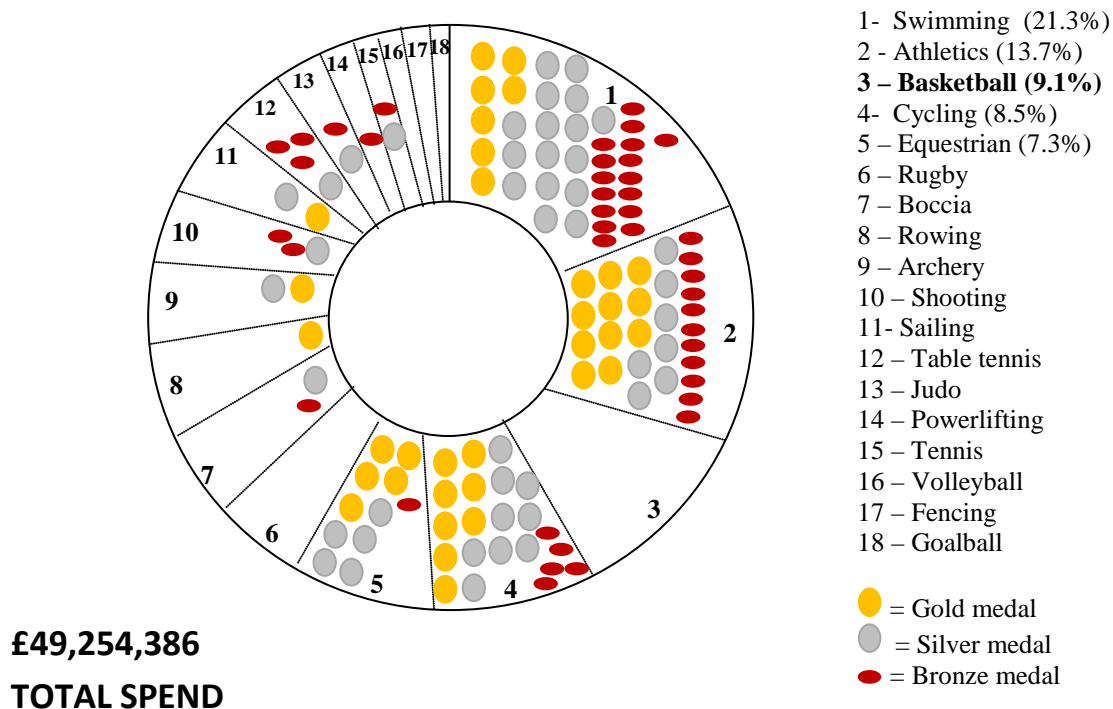 15
16
17
18
14
13
12
11
10
9
8
7
6
5
4
3
2
1
1- Swimming (21.3%)
2 - Athletics (13.7%)
3 – Basketball (9.1%)
4- Cycling (8.5%)
5 – Equestrian (7.3%)
6 – Rugby
7 – Boccia
8 – Rowing
9 – Archery
10 – Shooting
11- Sailing
12 – Table tennis
13 – Judo
14 – Powerlifting
15 – Tennis
16 – Volleyball
17 – Fencing
18 – Goalball
= Gold medal
= Silver medal
= Bronze medal
£49,254,386
TOTAL SPEND